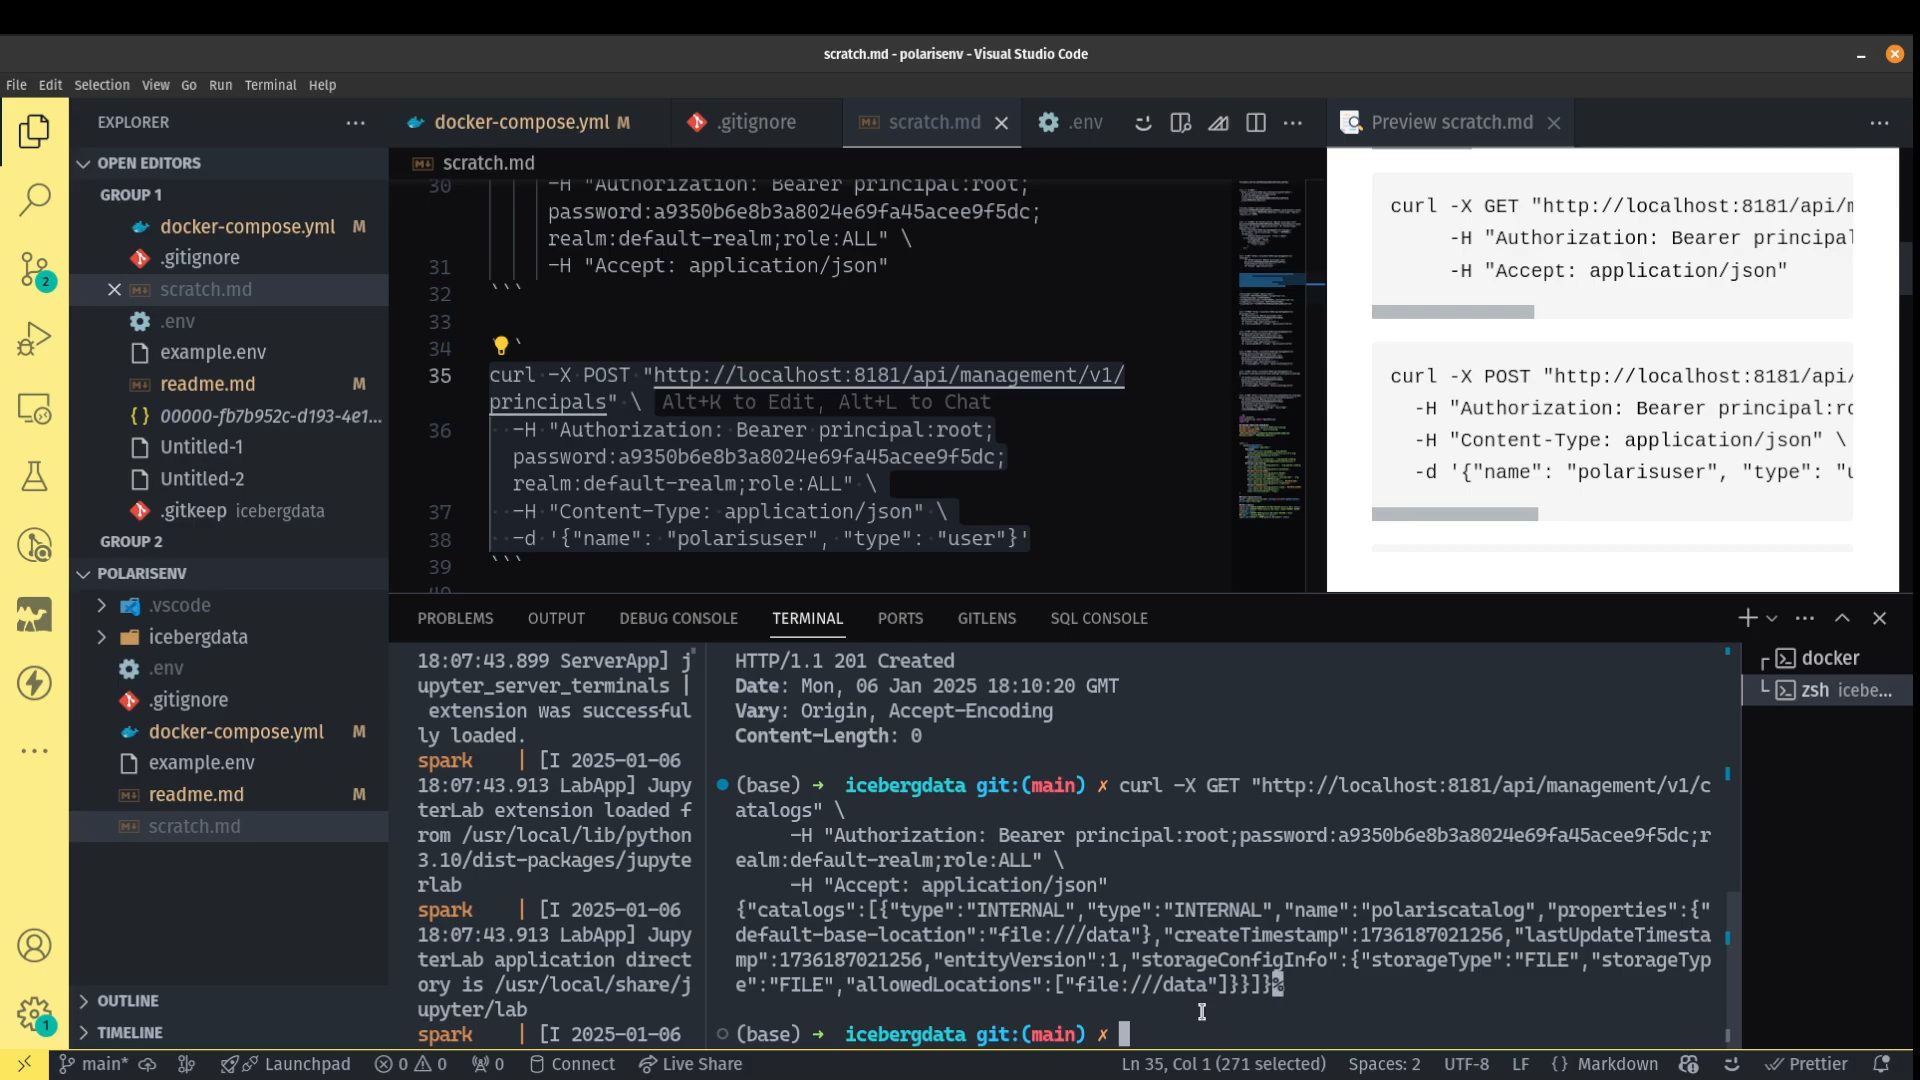 scratch.md - polarisenv - Visual Studio Code
File Edit Selection View Go Run Terminal Help
EXPLORER
OPEN EDITORS
GROUP 1
docker-compose.yml M
.gitignore
scratch.md
.env
example.env
readme.md M
00000-fb7b952c-d193-4e1...
Untitled-1
Untitled-2
.gitkeep icebergdata
GROUP 2
POLARISENV
.vscode
icebergdata
.env
.gitignore
docker-compose.yml M
example.env
readme.md M
scratch.md
OUTLINE
TIMELINE
2
1
docker-compose.yml M .gitignore scratch.md .env
scratch.md
30 -H "Authorization: Bearer principal:root;
password:a9350b6e8b3a8024e69fa45acee9f5dc;
realm:default-realm;role:ALL" \
31 -H "Accept: application/json"
32 ```
33
34 `
35 curl -X POST "http://localhost:8181/api/management/v1/
principals" \ Alt+K to Edit, Alt+L to Chat
36 -H "Authorization: Bearer principal:root;
password:a9350b6e8b3a8024e69fa45acee9f5dc;
realm:default-realm;role:ALL" \
37 -H "Content-Type: application/json" \
38 -d '{"name": "polarisuser", "type": "user"}'
39 ```
Preview scratch.md
curl -X GET "http://localhost:8181/api/m
-H "Authorization: Bearer principal
-H "Accept: application/json"
curl -X POST "http://localhost:8181/api/
-H "Authorization: Bearer principal:ro
-H "Content-Type: application/json" \
-d '{"name": "polarisuser", "type": "u
PROBLEMS OUTPUT DEBUG CONSOLE TERMINAL PORTS GITLENS SQL CONSOLE
18:07:43.899 ServerApp] j
upyter_server_terminals |
extension was successful
ly loaded.
spark | [I 2025-01-06
18:07:43.913 LabApp] Jupy
terLab extension loaded f
rom /usr/local/lib/python
3.10/dist-packages/jupyte
rlab
spark | [I 2025-01-06
18:07:43.913 LabApp] Jupy
terLab application direct
ory is /usr/local/share/j
upyter/lab
spark | [I 2025-01-06
HTTP/1.1 201 Created
Date: Mon, 06 Jan 2025 18:10:20 GMT
Vary: Origin, Accept-Encoding
Content-Length: 0
(base) → icebergdata git:(main) ✗ curl -X GET "http://localhost:8181/api/management/v1/c
atalogs" \
-H "Authorization: Bearer principal:root;password:a9350b6e8b3a8024e69fa45acee9f5dc;r
ealm:default-realm;role:ALL" \
-H "Accept: application/json"
{"catalogs":[{"type":"INTERNAL","type":"INTERNAL","name":"polariscatalog","properties":{"
default-base-location":"file:///data"},"createTimestamp":1736187021256,"lastUpdateTimesta
mp":1736187021256,"entityVersion":1,"storageConfigInfo":{"storageType":"FILE","storageTyp
e":"FILE","allowedLocations":["file:///data"]}}]}%
(base) → icebergdata git:(main) ✗
docker
zsh icebe...
main* Launchpad 0 0 0 Connect Live Share Ln 35, Col 1 (271 selected) Spaces: 2 UTF-8 LF {} Markdown Prettier